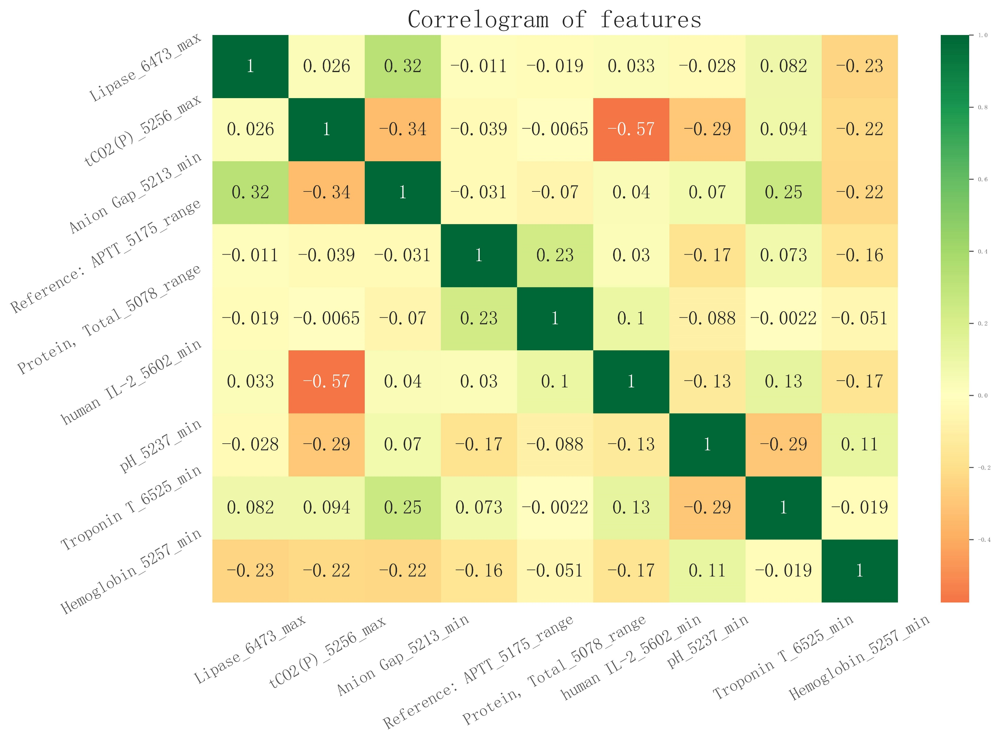 Correlogram of features
Lipase_6473_max
1 0.026 0.32 -0.011 -0.019 0.033 -0.028 0.082 -0.23
tCO2(P)_5256_max
0.026 1 -0.34 -0.039 -0.0065 -0.57 -0.29 0.094 -0.22
Anion Gap_5213_min
0.32 -0.34 1 -0.031 -0.07 0.04 0.07 0.25 -0.22
Reference: APTT_5175_range
-0.011 -0.039 -0.031 1 0.23 0.03 -0.17 0.073 -0.16
Protein, Total_5078_range
-0.019 -0.0065 -0.07 0.23 1 0.1 -0.088 -0.0022 -0.051
human IL-2_5602_min
0.033 -0.57 0.04 0.03 0.1 1 -0.13 0.13 -0.17
pH_5237_min
-0.028 -0.29 0.07 -0.17 -0.088 -0.13 1 -0.29 0.11
Troponin T_6525_min
0.082 0.094 0.25 0.073 -0.0022 0.13 -0.29 1 -0.019
Hemoglobin_5257_min
-0.23 -0.22 -0.22 -0.16 -0.051 -0.17 0.11 -0.019 1
Lipase_6473_max
tCO2(P)_5256_max
Anion Gap_5213_min
Reference: APTT_5175_range
Protein, Total_5078_range
human IL-2_5602_min
pH_5237_min
Troponin T_6525_min
Hemoglobin_5257_min
1.0
0.8
0.6
0.4
0.2
0.0
-0.2
-0.4